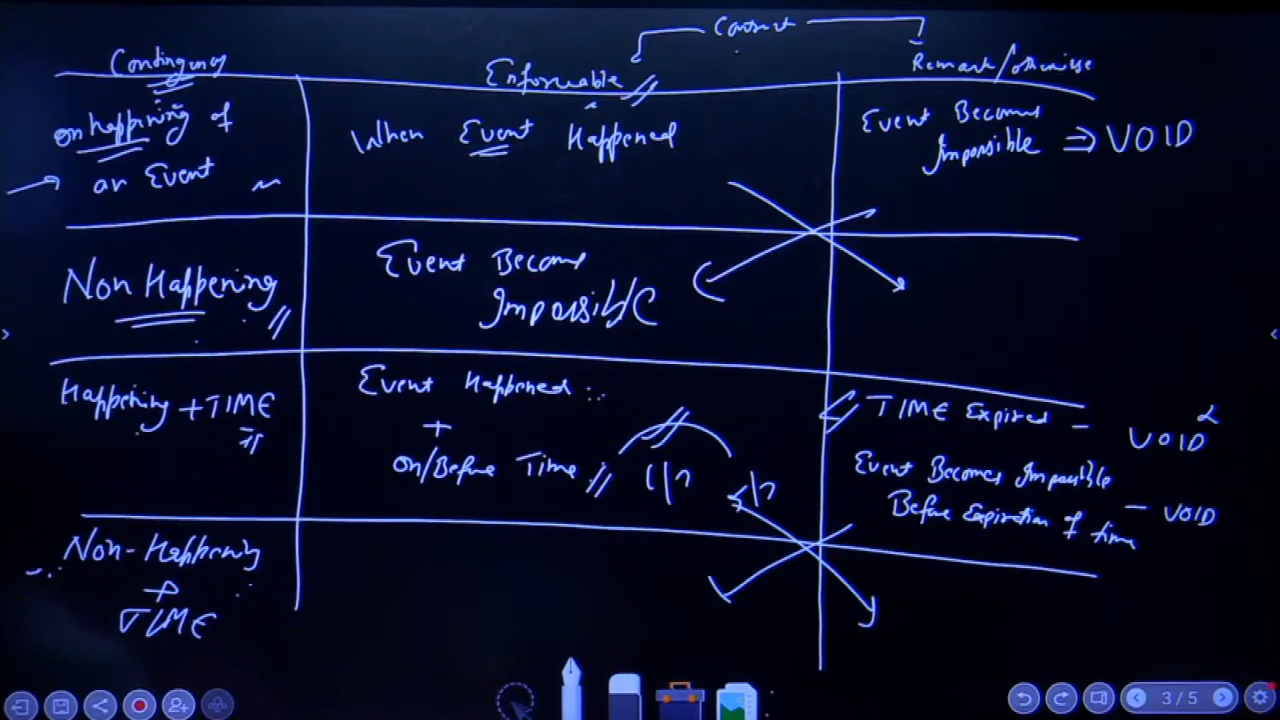 Contract
Contingency
Enforceable
Remark/otherwise
on happening of
an Event
When Event Happened
Event Becomes
Impossible ⇒ VOID
Non Happening
Event Become
Impossible
Happening + TIME
Event Happened
+
on/Before Time
TIME Expired - VOID
Event Becomes Impossible
Before Expiration of time - VOID
Non-Happening
+
TIME
3/5